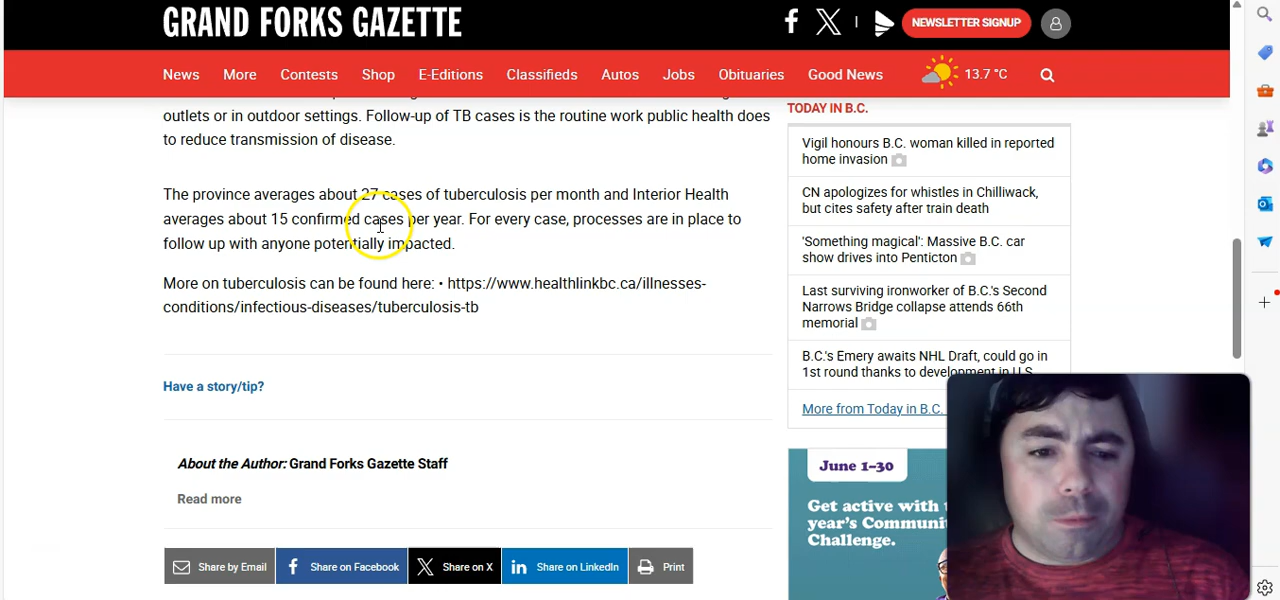 GRAND FORKS GAZETTE
NEWSLETTER SIGNUP
News More Contests Shop E-Editions Classifieds Autos Jobs Obituaries Good News 13.7 °C
outlets or in outdoor settings. Follow-up of TB cases is the routine work public health does
to reduce transmission of disease.
The province averages about 27 cases of tuberculosis per month and Interior Health
averages about 15 confirmed cases per year. For every case, processes are in place to
follow up with anyone potentially impacted.
More on tuberculosis can be found here: • https://www.healthlinkbc.ca/illnesses-
conditions/infectious-diseases/tuberculosis-tb
Have a story/tip?
About the Author: Grand Forks Gazette Staff
Read more
Share by Email
Share on Facebook
Share on X
Share on LinkedIn
Print
TODAY IN B.C.
Vigil honours B.C. woman killed in reported
home invasion
CN apologizes for whistles in Chilliwack,
but cites safety after train death
'Something magical': Massive B.C. car
show drives into Penticton
Last surviving ironworker of B.C.'s Second
Narrows Bridge collapse attends 66th
memorial
B.C.'s Emery awaits NHL Draft, could go in
1st round thanks to development in U.S.
More from Today in B.C.
June 1-30
Get active with
year's Communi
Challenge.